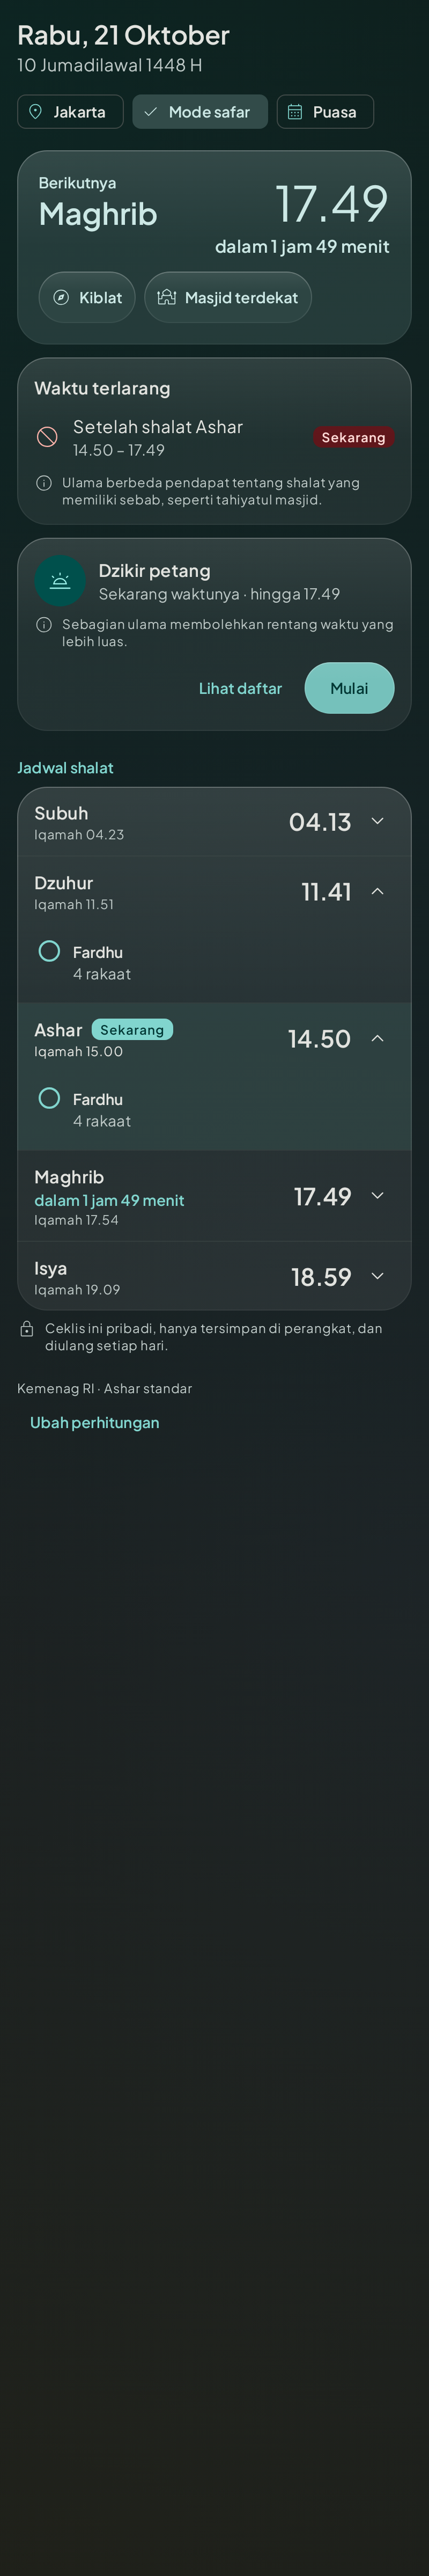 Rabu, 21 Oktober
10 Jumadilawal 1448 H
Jakarta
Mode safar
Puasa
Berikutnya
Maghrib
17.49
dalam 1 jam 49 menit
Kiblat
Masjid terdekat
Waktu terlarang
Setelah shalat Ashar
14.50 – 17.49
Sekarang
Ulama berbeda pendapat tentang shalat yang
memiliki sebab, seperti tahiyatul masjid.
Dzikir petang
Sekarang waktunya · hingga 17.49
Sebagian ulama membolehkan rentang waktu yang
lebih luas.
Lihat daftar
Mulai
Jadwal shalat
Subuh
Iqamah 04.23
04.13
Dzuhur
Iqamah 11.51
11.41
Fardhu
4 rakaat
Ashar
Sekarang
Iqamah 15.00
14.50
Fardhu
4 rakaat
Maghrib
dalam 1 jam 49 menit
Iqamah 17.54
17.49
Isya
Iqamah 19.09
18.59
Ceklis ini pribadi, hanya tersimpan di perangkat, dan
diulang setiap hari.
Kemenag RI · Ashar standar
Ubah perhitungan